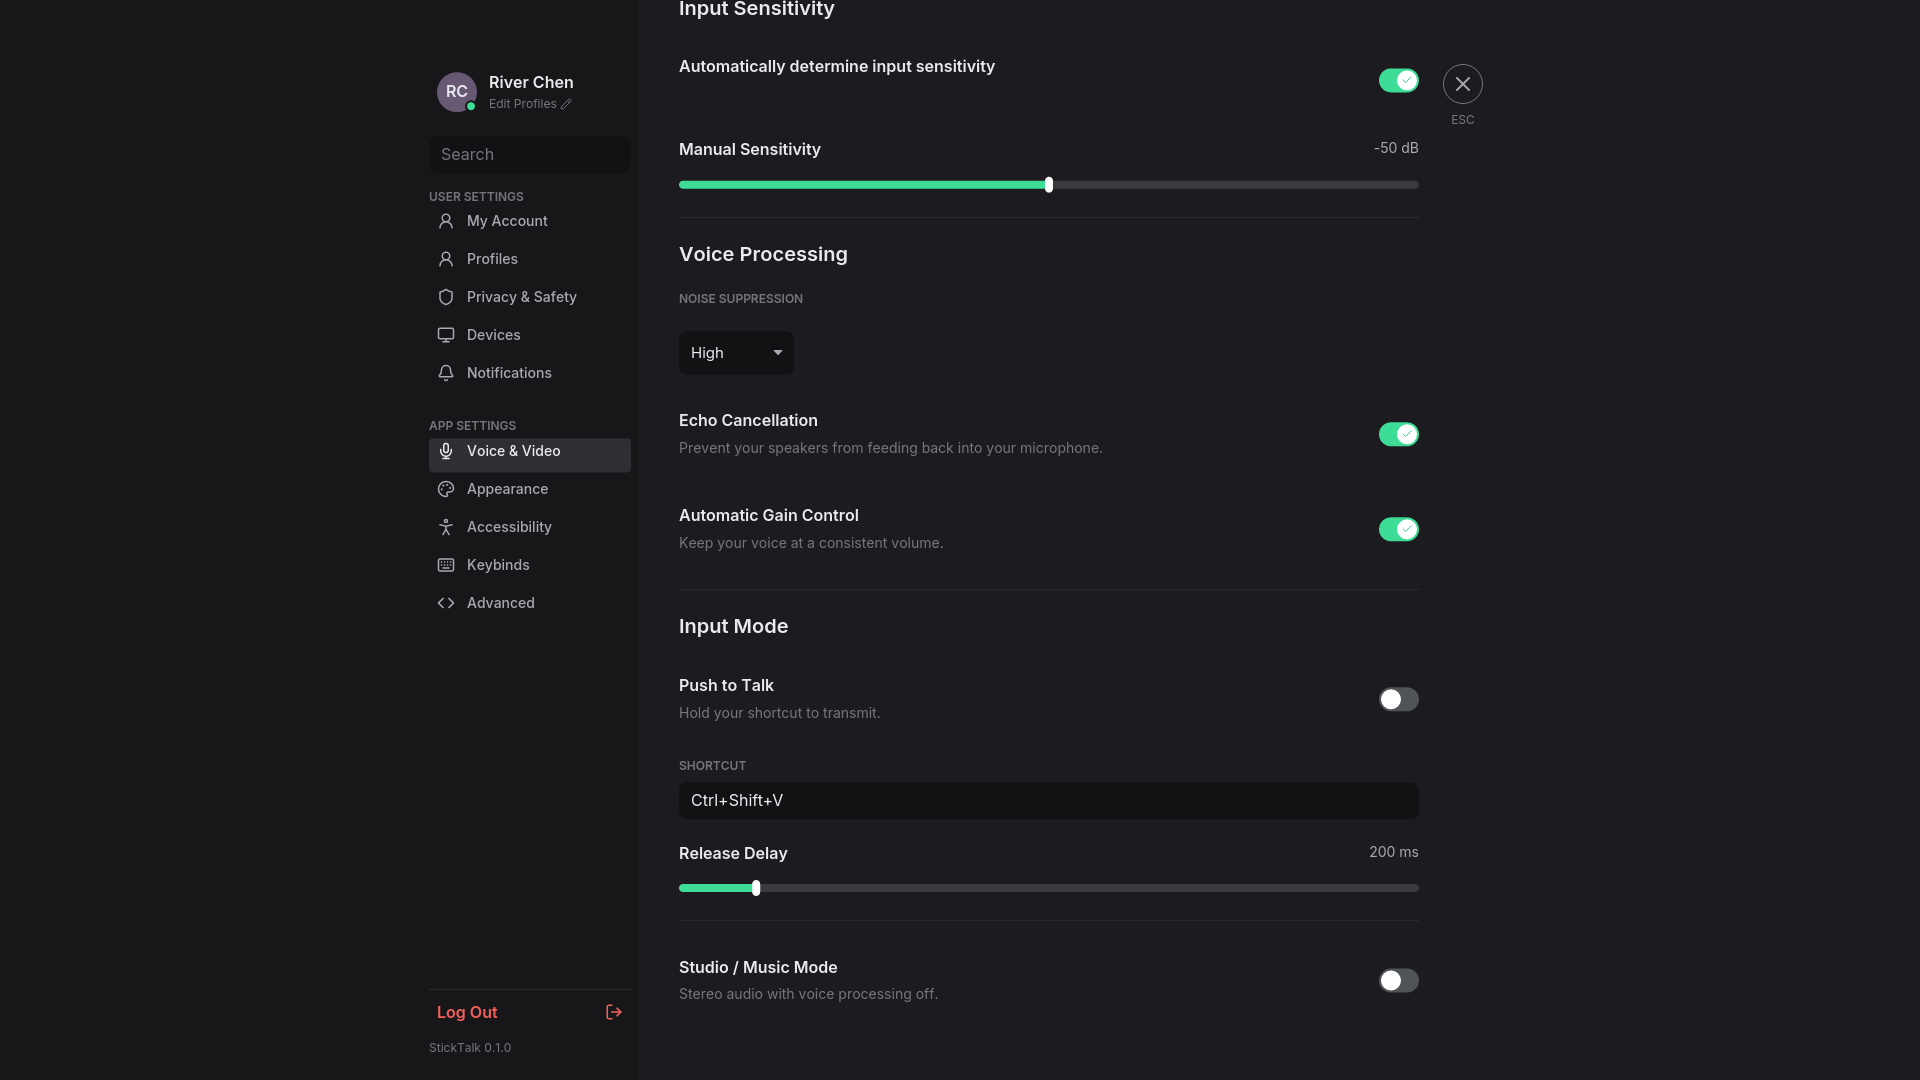 River Chen
Edit Profiles
Search
USER SETTINGS
My Account
Profiles
Privacy & Safety
Devices
Notifications
APP SETTINGS
Voice & Video
Appearance
Accessibility
Keybinds
Advanced
Log Out
StickTalk 0.1.0
RC
Input Sensitivity
Automatically determine input sensitivity
Manual Sensitivity
-50 dB
Voice Processing
NOISE SUPPRESSION
High
Echo Cancellation
Prevent your speakers from feeding back into your microphone.
Automatic Gain Control
Keep your voice at a consistent volume.
Input Mode
Push to Talk
Hold your shortcut to transmit.
SHORTCUT
Ctrl+Shift+V
Release Delay
200 ms
Studio / Music Mode
Stereo audio with voice processing off.
ESC